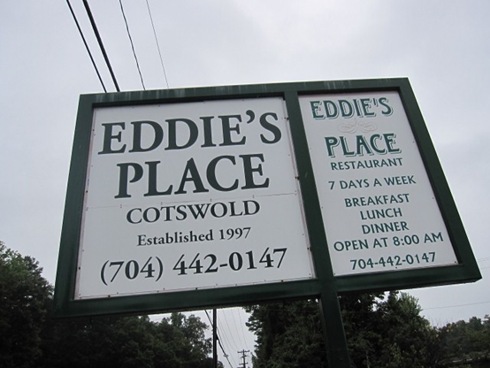 EDDIE'S
PLACE
COTSWOLD
Established 1997
(704) 442-0147
EDDIE'S
PLACE
RESTAURANT
7 DAYS A WEEK
BREAKFAST
LUNCH
DINNER
OPEN AT 8:00 AM
704-442-0147